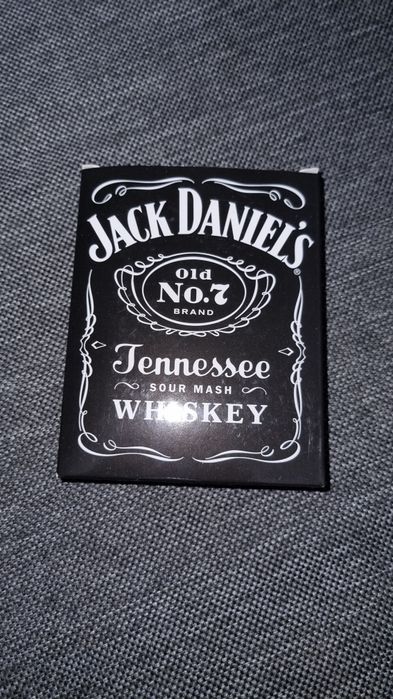 JACK DANIEL'S
®
Old
No.7
BRAND
Tennessee
SOUR MASH
WHISKEY